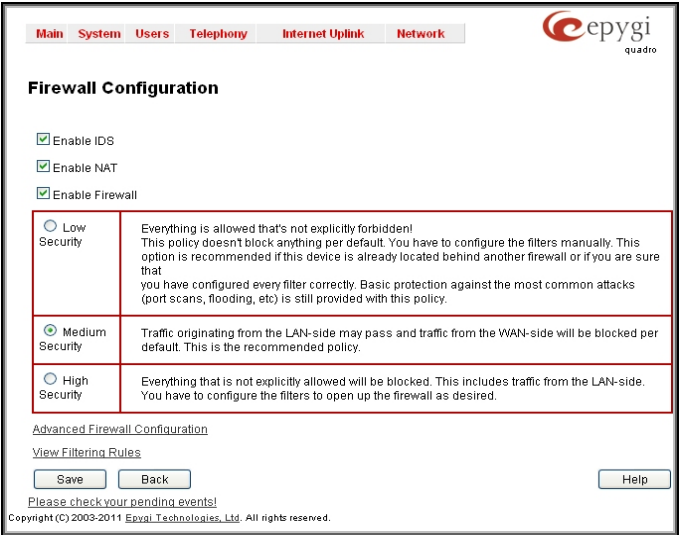 Main System Users Telephony Internet Uplink Network
epygi
quadro
Firewall Configuration
Enable IDS
Enable NAT
Enable Firewall
Low Security
Everything is allowed that's not explicitly forbidden!
This policy doesn't block anything per default. You have to configure the filters manually. This
option is recommended if this device is already located behind another firewall or if you are sure
that
you have configured every filter correctly. Basic protection against the most common attacks
(port scans, flooding, etc) is still provided with this policy.
Medium Security
Traffic originating from the LAN-side may pass and traffic from the WAN-side will be blocked per
default. This is the recommended policy.
High Security
Everything that is not explicitly allowed will be blocked. This includes traffic from the LAN-side.
You have to configure the filters to open up the firewall as desired.
Advanced Firewall Configuration
View Filtering Rules
Save Back Help
Please check your pending events!
Copyright (C) 2003-2011 Epygi Technologies, Ltd. All rights reserved.